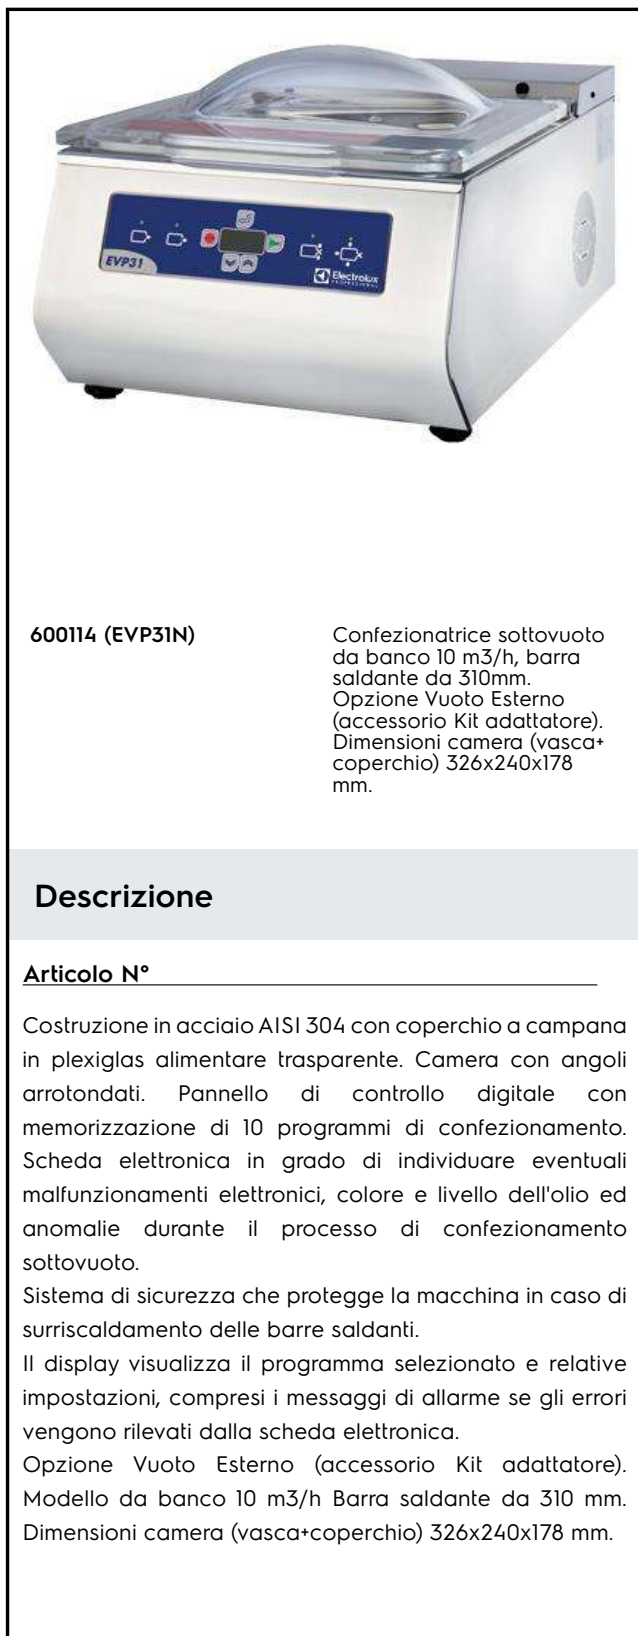 EVP31
Electrolux
PROFESSIONAL
600114 (EVP31N)
Confezionatrice sottovuoto
da banco 10 m3/h, barra
saldante da 310mm.
Opzione Vuoto Esterno
(accessorio Kit adattatore).
Dimensioni camera (vasca+
coperchio) 326x240x178
mm.
Descrizione
Articolo N°
Costruzione in acciaio AISI 304 con coperchio a campana
in plexiglas alimentare trasparente. Camera con angoli
arrotondati. Pannello di controllo digitale con
memorizzazione di 10 programmi di confezionamento.
Scheda elettronica in grado di individuare eventuali
malfunzionamenti elettronici, colore e livello dell'olio ed
anomalie durante il processo di confezionamento
sottovuoto.
Sistema di sicurezza che protegge la macchina in caso di
surriscaldamento delle barre saldanti.
Il display visualizza il programma selezionato e relative
impostazioni, compresi i messaggi di allarme se gli errori
vengono rilevati dalla scheda elettronica.
Opzione Vuoto Esterno (accessorio Kit adattatore).
Modello da banco 10 m3/h Barra saldante da 310 mm.
Dimensioni camera (vasca+coperchio) 326x240x178 mm.